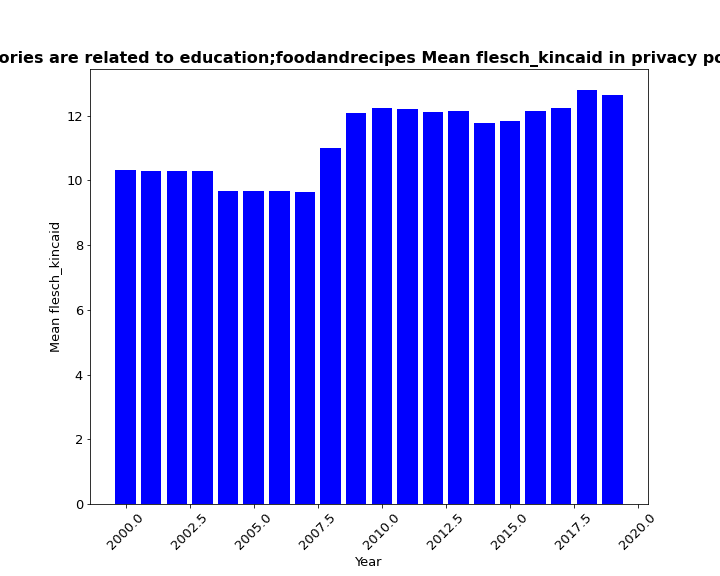 ories are related to education;foodandrecipes Mean flesch_kincaid in privacy po
12
10
8
6
4
2
0
Mean flesch_kincaid
2000.0 2002.5 2005.0 2007.5 2010.0 2012.5 2015.0 2017.5 2020.0
Year